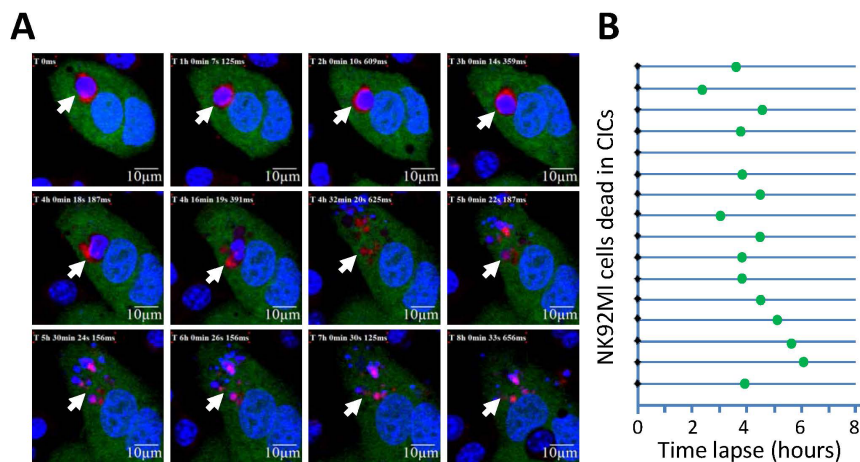 A
B
T 0ms
T 1h 0min 7s 125ms
T 2h 0min 10s 609ms
T 3h 0min 14s 359ms
10μm
10μm
10μm
10μm
T 4h 0min 18s 187ms
T 4h 16min 19s 391ms
T 4h 32min 20s 625ms
T 5h 0min 22s 187ms
10μm
10μm
10μm
10μm
T 5h 30min 24s 156ms
T 6h 0min 26s 156ms
T 7h 0min 30s 125ms
T 8h 0min 33s 656ms
10μm
10μm
10μm
10μm
NK92MI cells dead in CICs
0 2 4 6 8
Time lapse (hours)